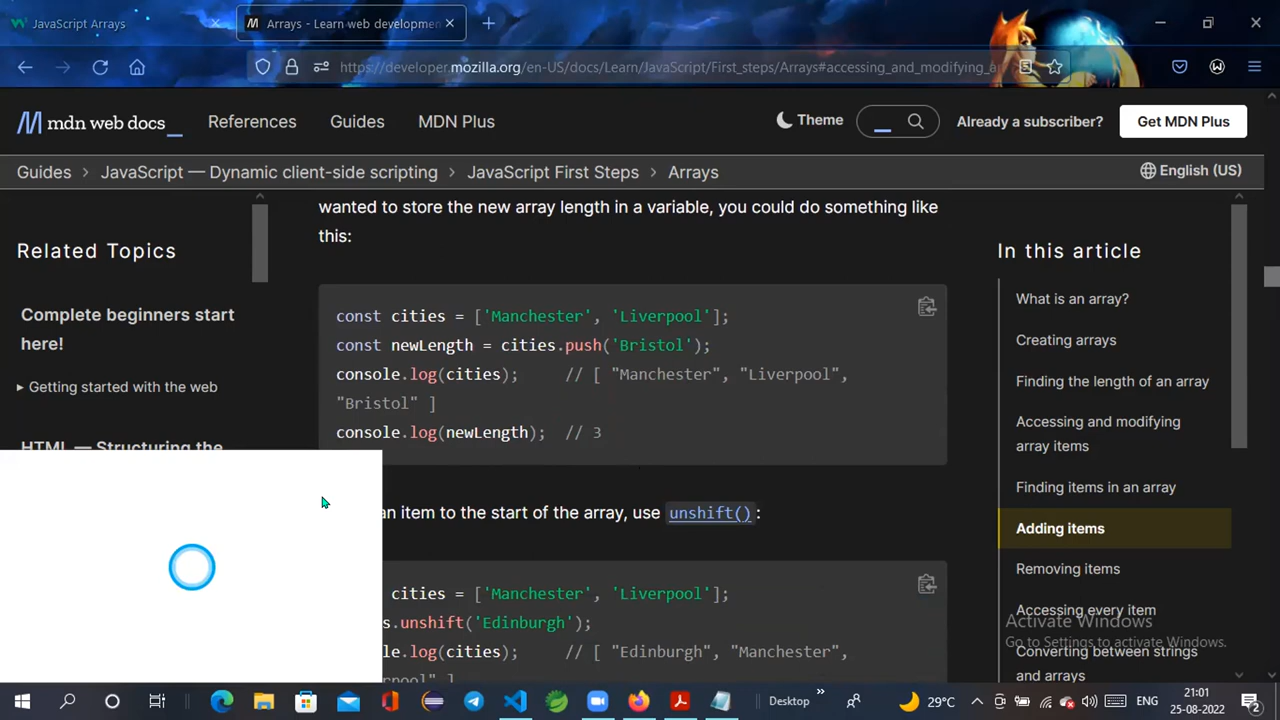 JavaScript Arrays
Arrays - Learn web developmen
https://developer.mozilla.org/en-US/docs/Learn/JavaScript/First_steps/Arrays#accessing_and_modifying_a
mdn web docs
References
Guides
MDN Plus
Theme
Already a subscriber?
Get MDN Plus
Guides > JavaScript — Dynamic client-side scripting > JavaScript First Steps > Arrays
English (US)
Related Topics
Complete beginners start
here!
Getting started with the web
HTML — Structuring the
wanted to store the new array length in a variable, you could do something like
this:
const cities = ['Manchester', 'Liverpool'];
const newLength = cities.push('Bristol');
console.log(cities);     // [ "Manchester", "Liverpool",
"Bristol" ]
console.log(newLength);  // 3
an item to the start of the array, use unshift():
cities = ['Manchester', 'Liverpool'];
s.unshift('Edinburgh');
le.log(cities);     // [ "Edinburgh", "Manchester",
rpool" ]
In this article
What is an array?
Creating arrays
Finding the length of an array
Accessing and modifying
array items
Finding items in an array
Adding items
Removing items
Accessing every item
Converting between strings
and arrays
Activate Windows
Go to Settings to activate Windows.
Desktop
29°C
ENG
21:01
25-08-2022
2